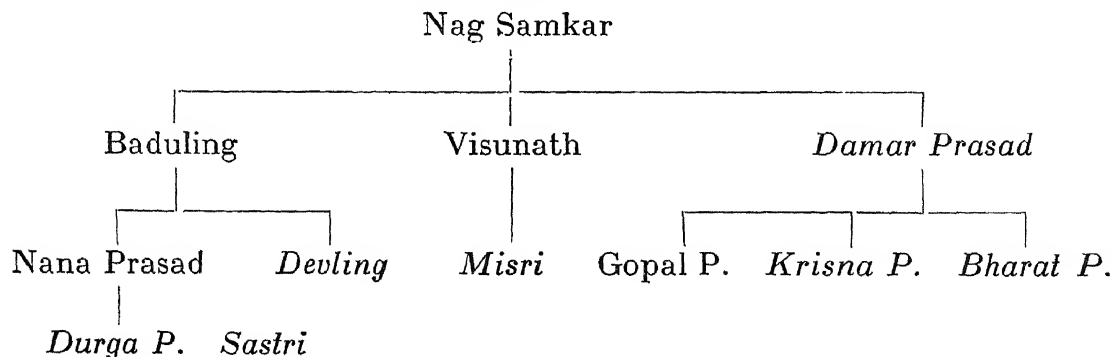 Nag Samkar
Baduling Visunath Damar Prasad
Nana Prasad Devling Misri Gopal P. Krisna P. Bharat P.
Durga P. Sastri